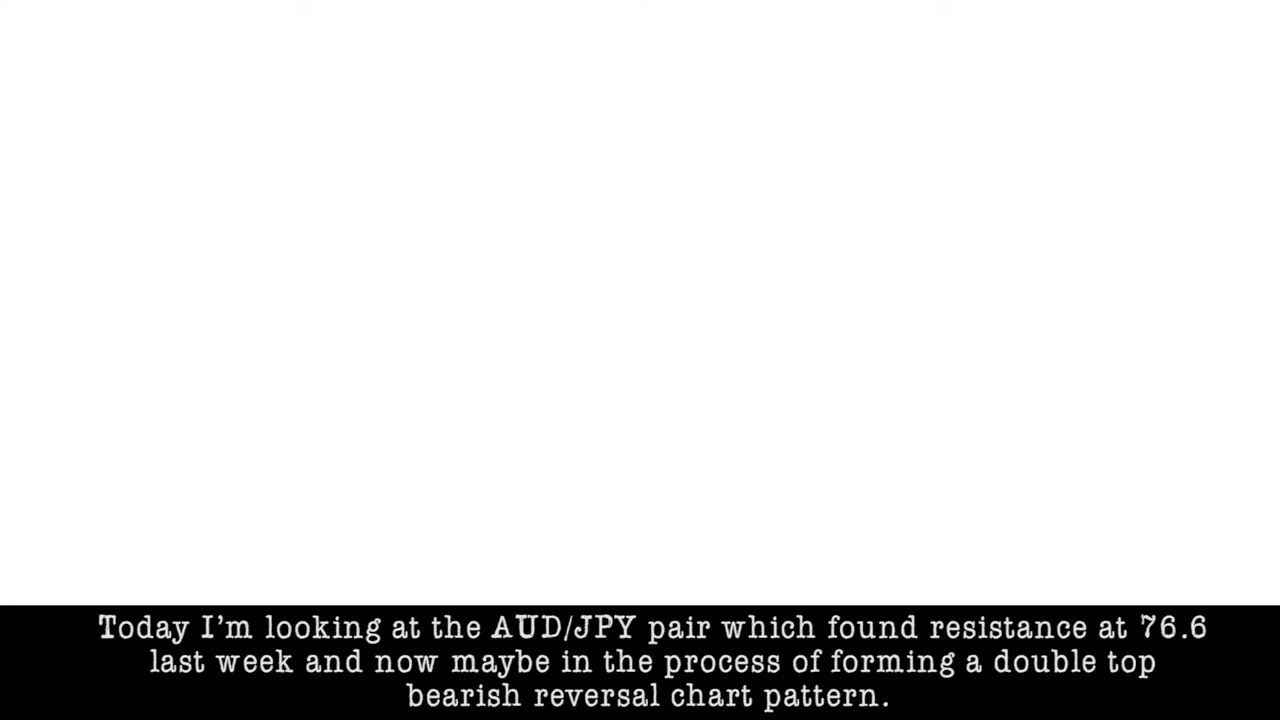 Today I'm looking at the AUD/JPY pair which found resistance at 76.6
last week and now maybe in the process of forming a double top
bearish reversal chart pattern.